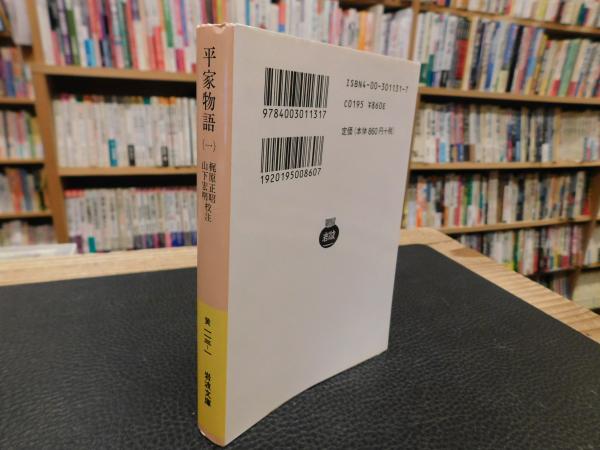 平家物語
(一)
梶原正昭
山下宏明
校注
黄
岩波文庫
ISBN4-00-301131-7
C0195 ¥860E
定価(本体860円+税)
9784003011317
1920195008607
岩波